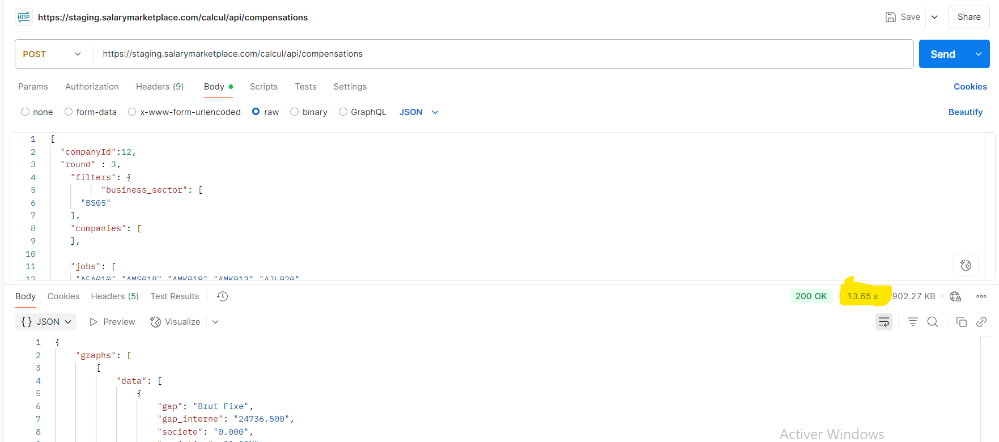 HTTP https://staging.salarymarketplace.com/calcul/api/compensations Save Share
POST https://staging.salarymarketplace.com/calcul/api/compensations Send
Params Authorization Headers (9) Body Scripts Tests Settings Cookies
none form-data x-www-form-urlencoded raw binary GraphQL JSON Beautify
1 {
2 "companyId":12,
3 "round" : 3,
4 "filters": {
5 "business_sector": [
6 "BS05"
7 ],
8 "companies": [
9 ],
10
11 "jobs": [
12 "AFA010" "AMS018" "AMK019" "AMK013" "AJL020"
Body Cookies Headers (5) Test Results 200 OK 13.65 s 902.27 KB
{} JSON Preview Visualize
1 {
2 "graphs": [
3 {
4 "data": [
5 {
6 "gap": "Brut Fixe",
7 "gap_interne": "24736.500",
8 "societe": "0.000",
Activer Windows